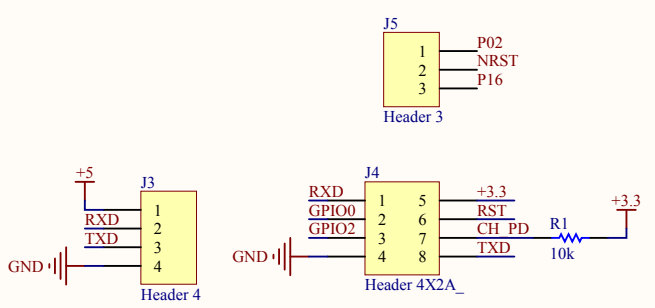 J5
1 P02
2 NRST
3 P16
Header 3
+5
J3
1
RXD 2
TXD 3
GND 4
Header 4
J4
RXD 1 5 +3.3
GPIO0 2 6 RST
GPIO2 3 7 CH_PD
GND 4 8 TXD
Header 4X2A_
R1
10k
+3.3